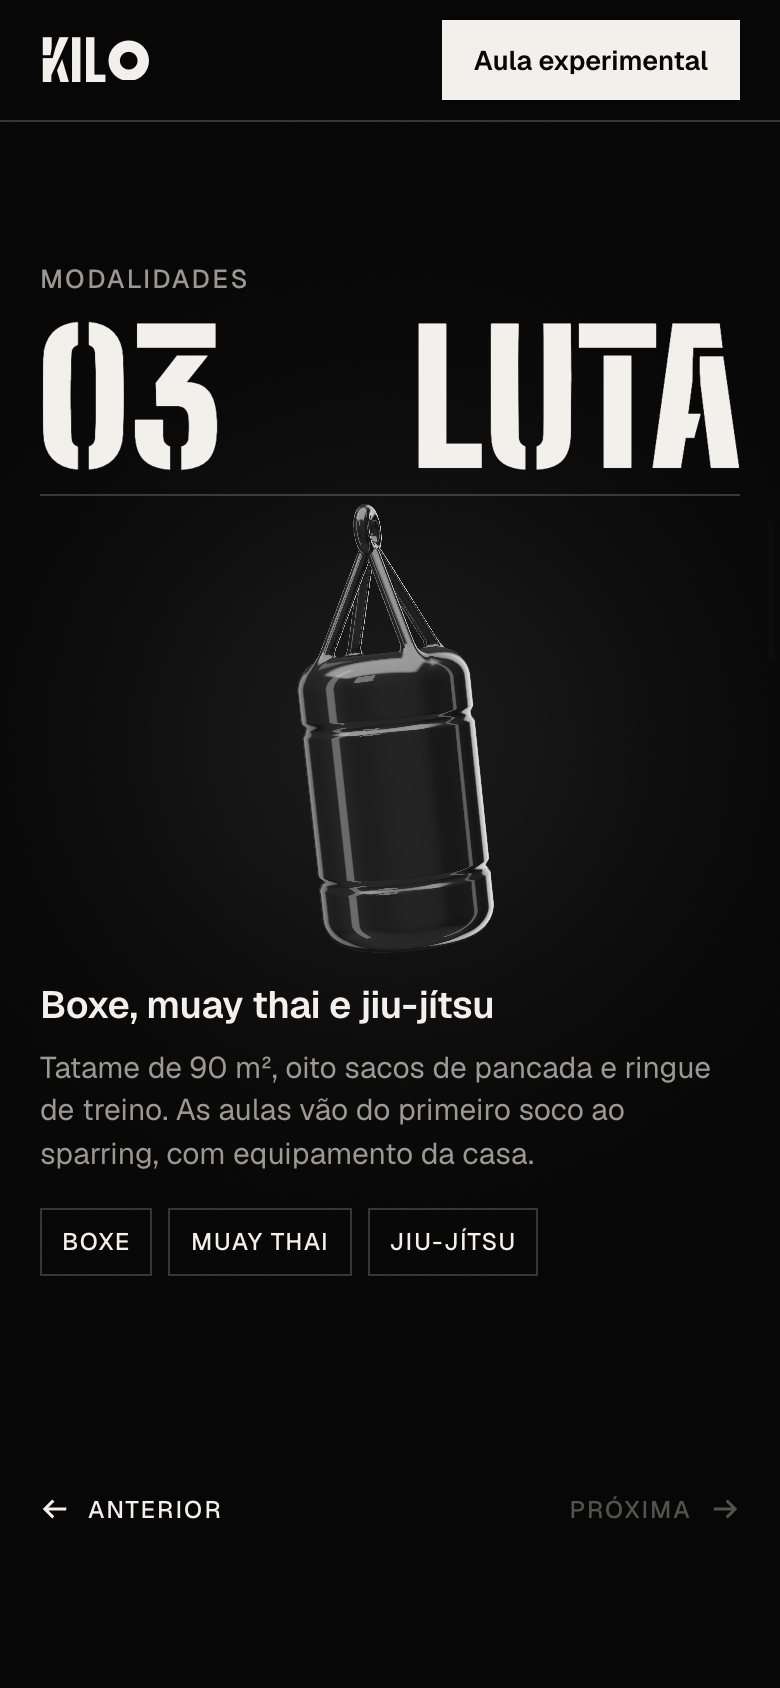 KILO
Aula experimental
MODALIDADES
03 LUTA
Boxe, muay thai e jiu-jítsu
Tatame de 90 m², oito sacos de pancada e ringue
de treino. As aulas vão do primeiro soco ao
sparring, com equipamento da casa.
BOXE MUAY THAI JIU-JÍTSU
← ANTERIOR PRÓXIMA →